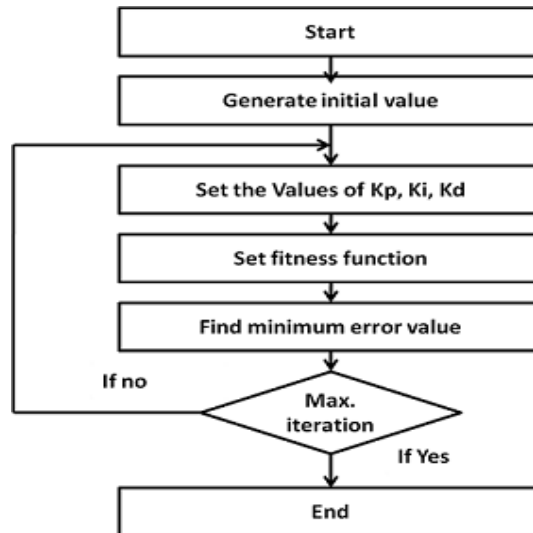 Start
Generate initial value
Set the Values of Kp, Ki, Kd
Set fitness function
Find minimum error value
If no
Max.
iteration
If Yes
End